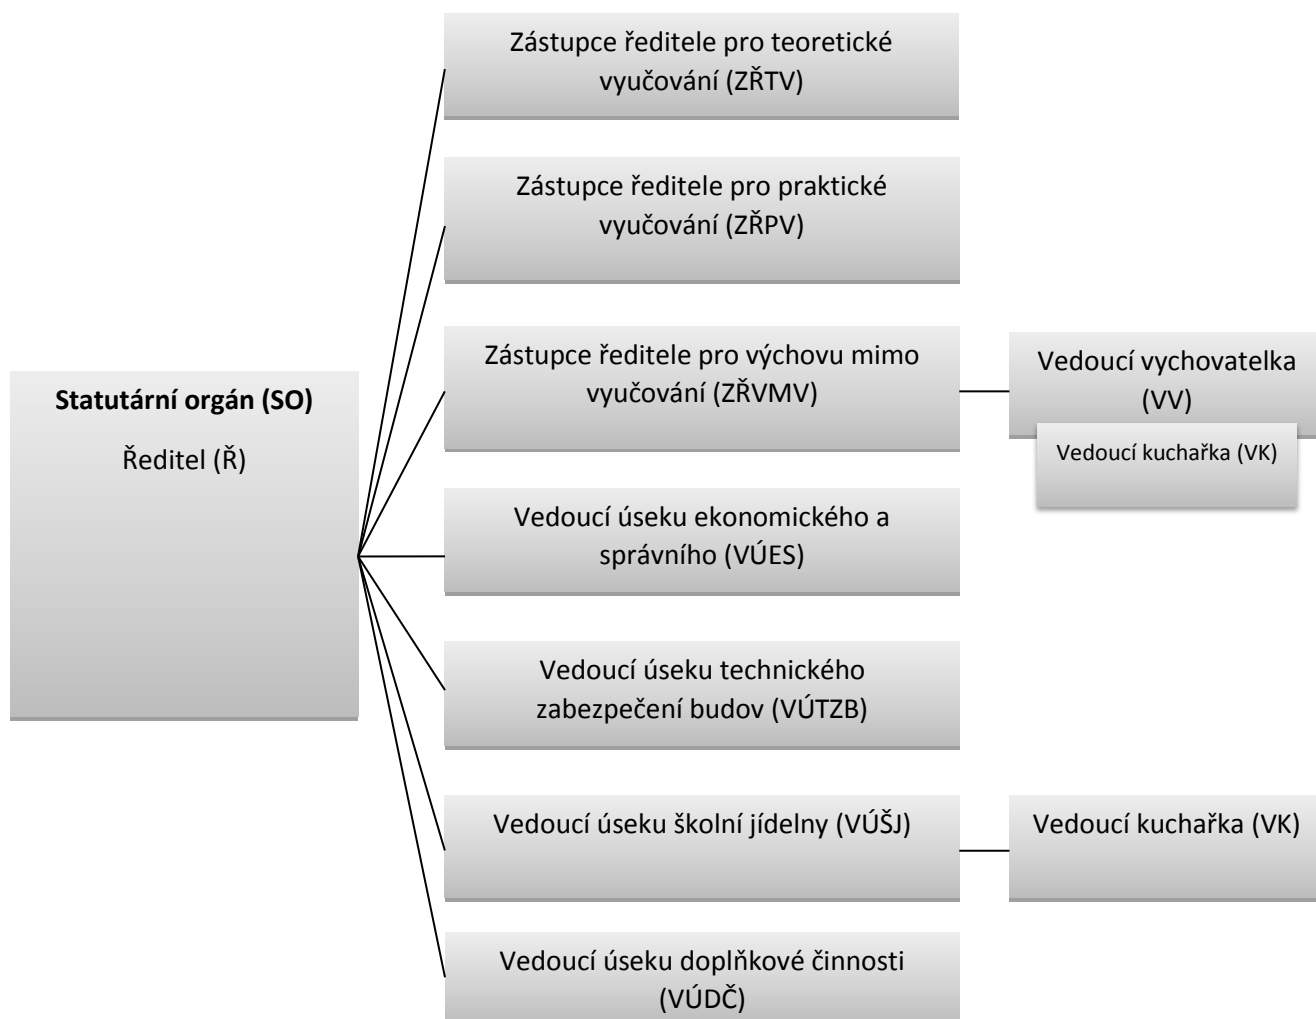 Zástupce ředitele pro teoretické
vyučování (ZŘTV)
Zástupce ředitele pro praktické
vyučování (ZŘPV)
Zástupce ředitele pro výchovu mimo
vyučování (ZŘVMV)
Vedoucí vychovatelka
(VV)
Vedoucí kuchařka (VK)
Statutární orgán (SO)
Ředitel (Ř)
Vedoucí úseku ekonomického a
správního (VÚES)
Vedoucí úseku technického
zabezpečení budov (VÚTZB)
Vedoucí úseku školní jídelny (VÚŠJ)
Vedoucí kuchařka (VK)
Vedoucí úseku doplňkové činnosti
(VÚDČ)